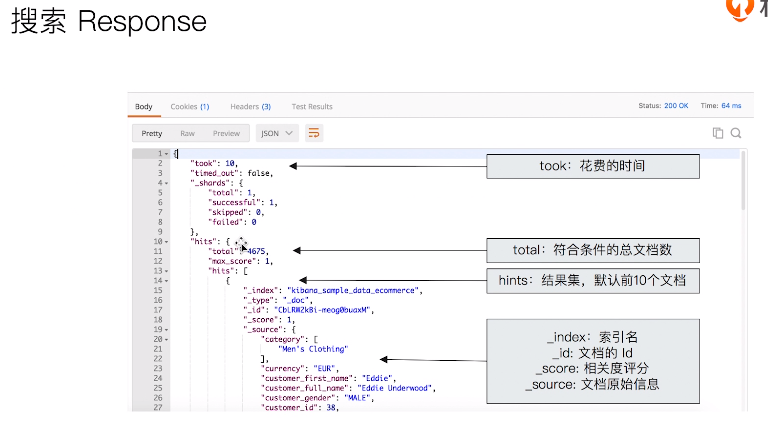 搜索 Response
Body Cookies (1) Headers (3) Test Results Status: 200 OK Time: 64 ms
Pretty Raw Preview JSON
1 {
2 "took": 10,
3 "timed_out": false,
4 "_shards": {
5 "total": 1,
6 "successful": 1,
7 "skipped": 0,
8 "failed": 0
9 },
10 "hits": {
11 "total": 4675,
12 "max_score": 1,
13 "hits": [
14 {
15 "_index": "kibana_sample_data_ecommerce",
16 "_type": "_doc",
17 "_id": "CbLRWZkBi-meog0buaxM",
18 "_score": 1,
19 "_source": {
20 "category": [
21 "Men's Clothing"
22 ],
23 "currency": "EUR",
24 "customer_first_name": "Eddie",
25 "customer_full_name": "Eddie Underwood",
26 "customer_gender": "MALE",
27 "customer_id": 38,
took：花费的时间
total：符合条件的总文档数
hints：结果集，默认前10个文档
_index：索引名
_id: 文档的 Id
_score: 相关度评分
_source: 文档原始信息